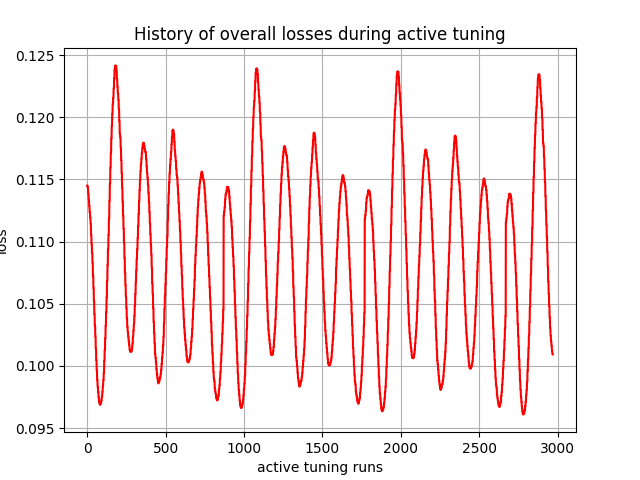 History of overall losses during active tuning
0.125
0.120
0.115
0.110
0.105
0.100
0.095
loss
0 500 1000 1500 2000 2500 3000
active tuning runs